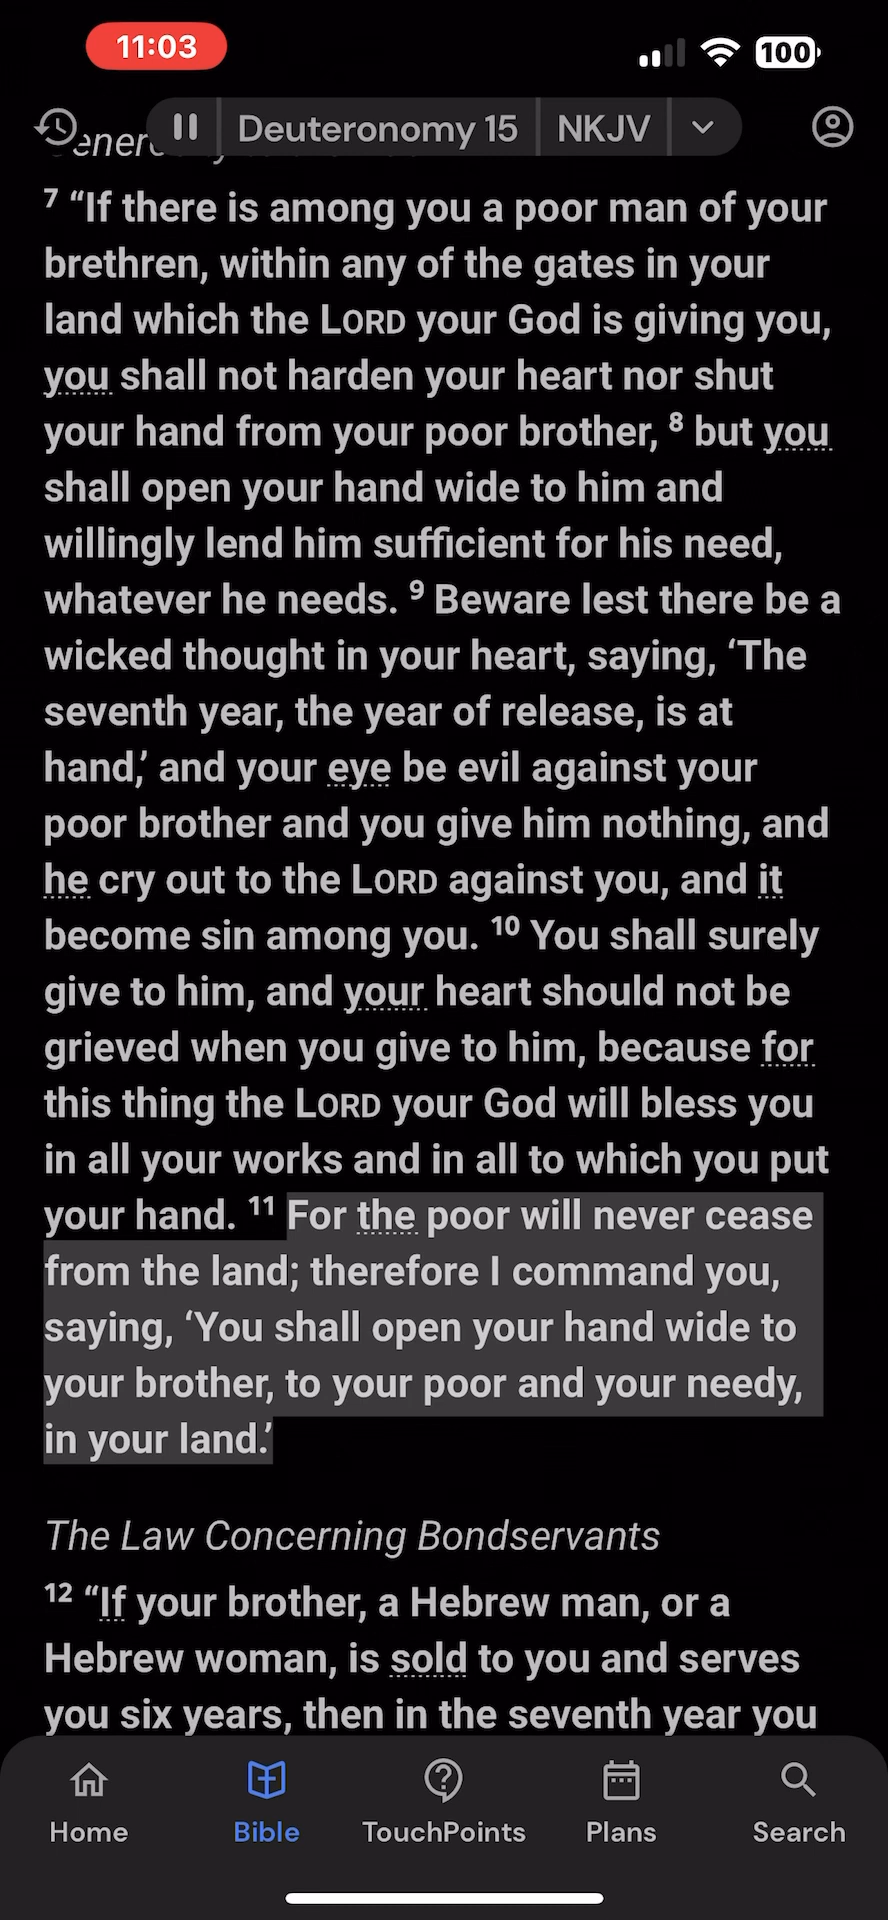 11:03
100
Deuteronomy 15 NKJV
7 “If there is among you a poor man of your
brethren, within any of the gates in your
land which the LORD your God is giving you,
you shall not harden your heart nor shut
your hand from your poor brother, 8 but you
shall open your hand wide to him and
willingly lend him sufficient for his need,
whatever he needs. 9 Beware lest there be a
wicked thought in your heart, saying, ‘The
seventh year, the year of release, is at
hand,’ and your eye be evil against your
poor brother and you give him nothing, and
he cry out to the LORD against you, and it
become sin among you. 10 You shall surely
give to him, and your heart should not be
grieved when you give to him, because for
this thing the LORD your God will bless you
in all your works and in all to which you put
your hand. 11 For the poor will never cease
from the land; therefore I command you,
saying, ‘You shall open your hand wide to
your brother, to your poor and your needy,
in your land.’
The Law Concerning Bondservants
12 “If your brother, a Hebrew man, or a
Hebrew woman, is sold to you and serves
you six years, then in the seventh year you
Home Bible TouchPoints Plans Search